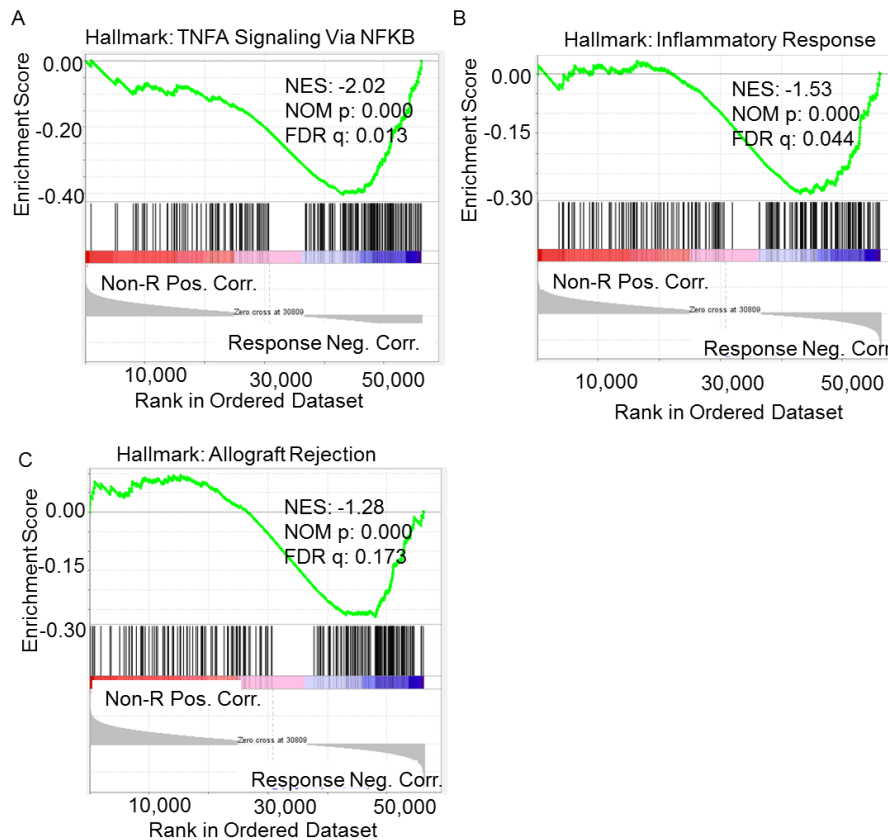 A
Hallmark: TNFA Signaling Via NFKB
Enrichment Score
0.00
-0.20
-0.40
NES: -2.02
NOM p: 0.000
FDR q: 0.013
Non-R Pos. Corr.
Zero cross at 30809
Response Neg. Corr.
10,000 30,000 50,000
Rank in Ordered Dataset
B
Hallmark: Inflammatory Response
Enrichment Score
0.00
-0.15
-0.30
NES: -1.53
NOM p: 0.000
FDR q: 0.044
Non-R Pos. Corr.
Zero cross at 30809
Response Neg. Corr
10,000 30,000 50,000
Rank in Ordered Dataset
C
Hallmark: Allograft Rejection
Enrichment Score
0.00
-0.15
-0.30
NES: -1.28
NOM p: 0.000
FDR q: 0.173
Non-R Pos. Corr.
Zero cross at 30809
Response Neg. Corr.
10,000 30,000 50,000
Rank in Ordered Dataset